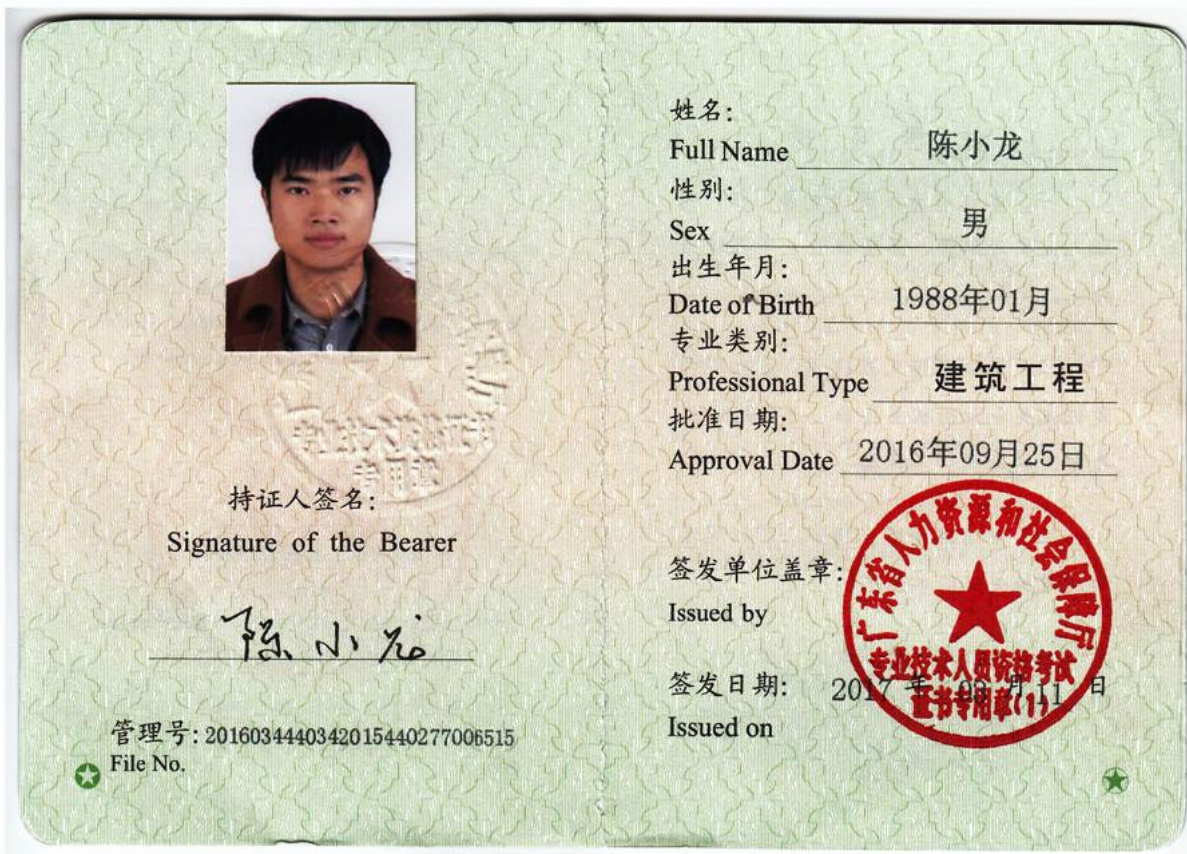 持证人签名:
Signature of the Bearer
陈小龙
管理号: 2016034440342015440277006515
File No.
姓名:
Full Name 陈小龙
性别:
Sex 男
出生年月:
Date of Birth 1988年01月
专业类别:
Professional Type 建筑工程
批准日期:
Approval Date 2016年09月25日
签发单位盖章:
Issued by
广东省人力资源和社会保障厅
专业技术人员资格考试
证书专用章(1)
签发日期: 2017 年 月 11 日
Issued on